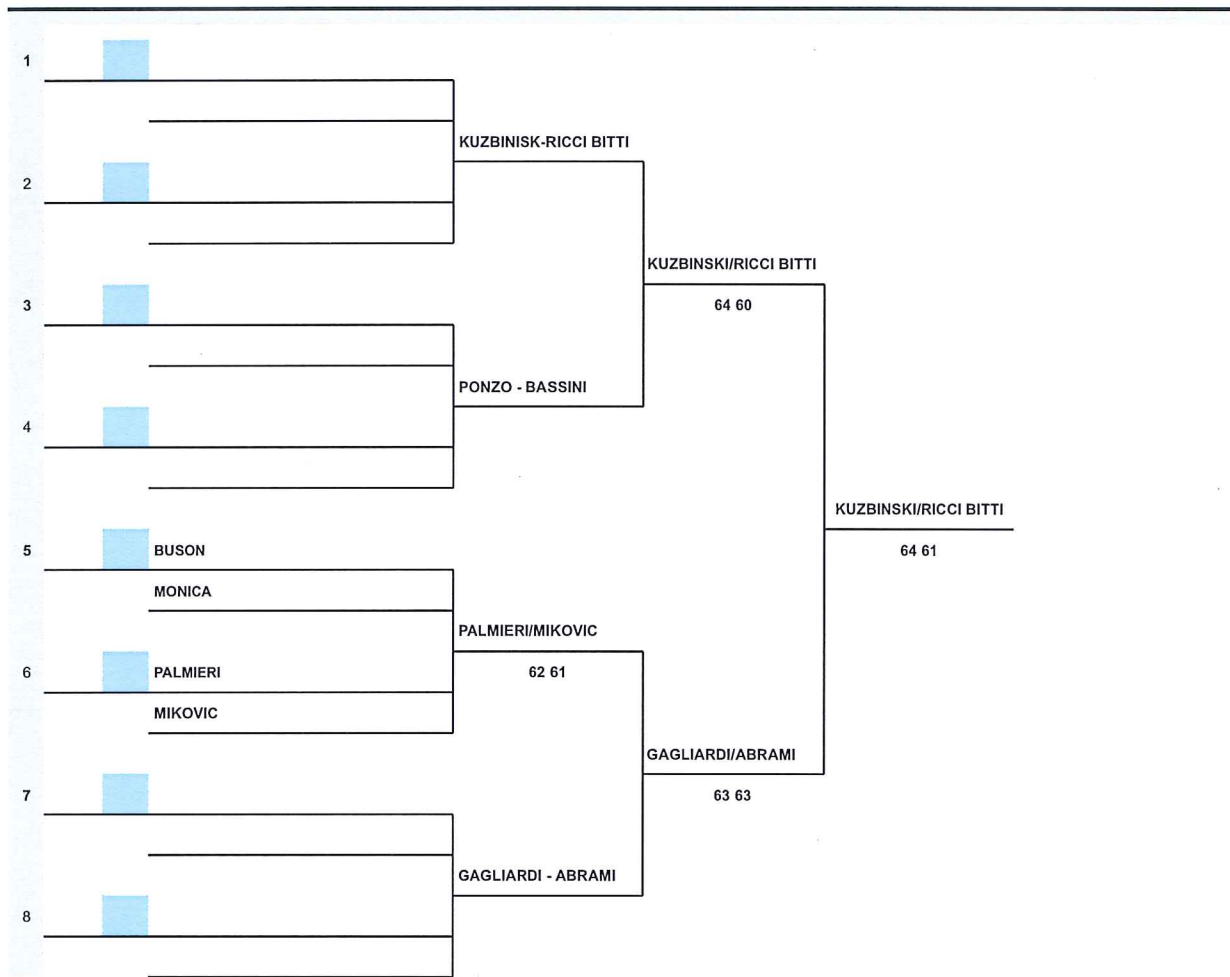 1
KUZBINISK-RICCI BITTI
2
KUZBINSKI/RICCI BITTI
3
64 60
PONZO - BASSINI
4
KUZBINSKI/RICCI BITTI
5 BUSON
64 61
MONICA
PALMIERI/MIKOVIC
6 PALMIERI
62 61
MIKOVIC
GAGLIARDI/ABRAMI
7
63 63
GAGLIARDI - ABRAMI
8